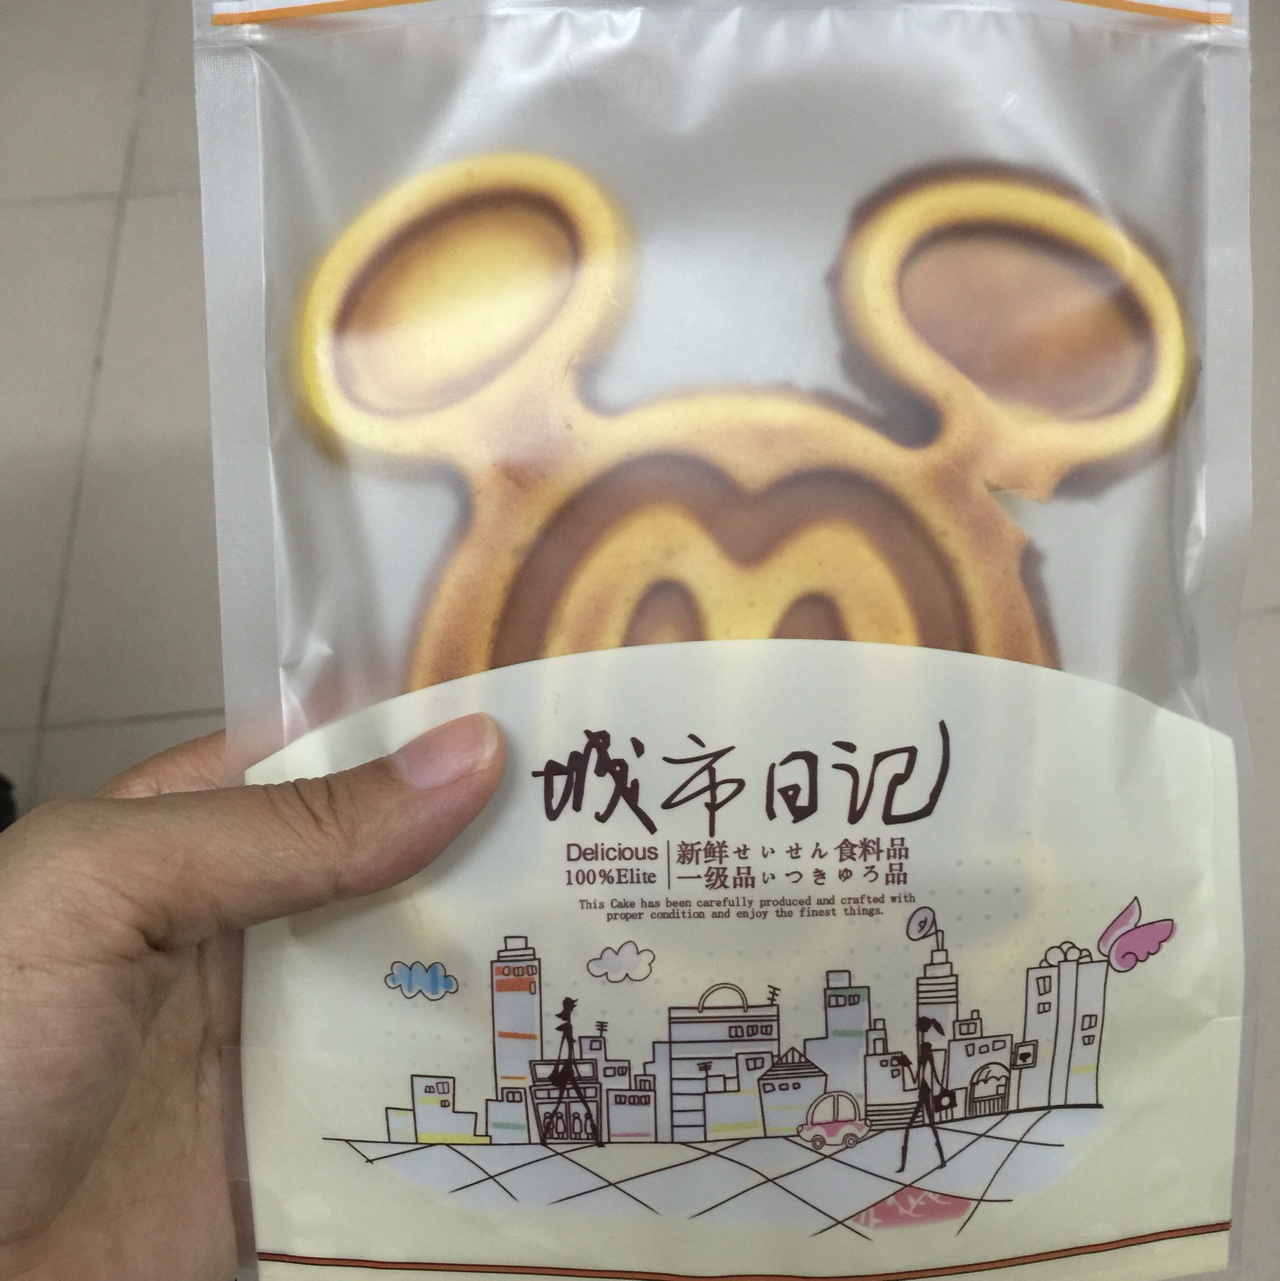 城市日记
Delicious 新鲜せいせん食料品
100%Elite 一级品いつきゆろ品
This Cake has been carefully produced and crafted with
proper condition and enjoy the finest things.